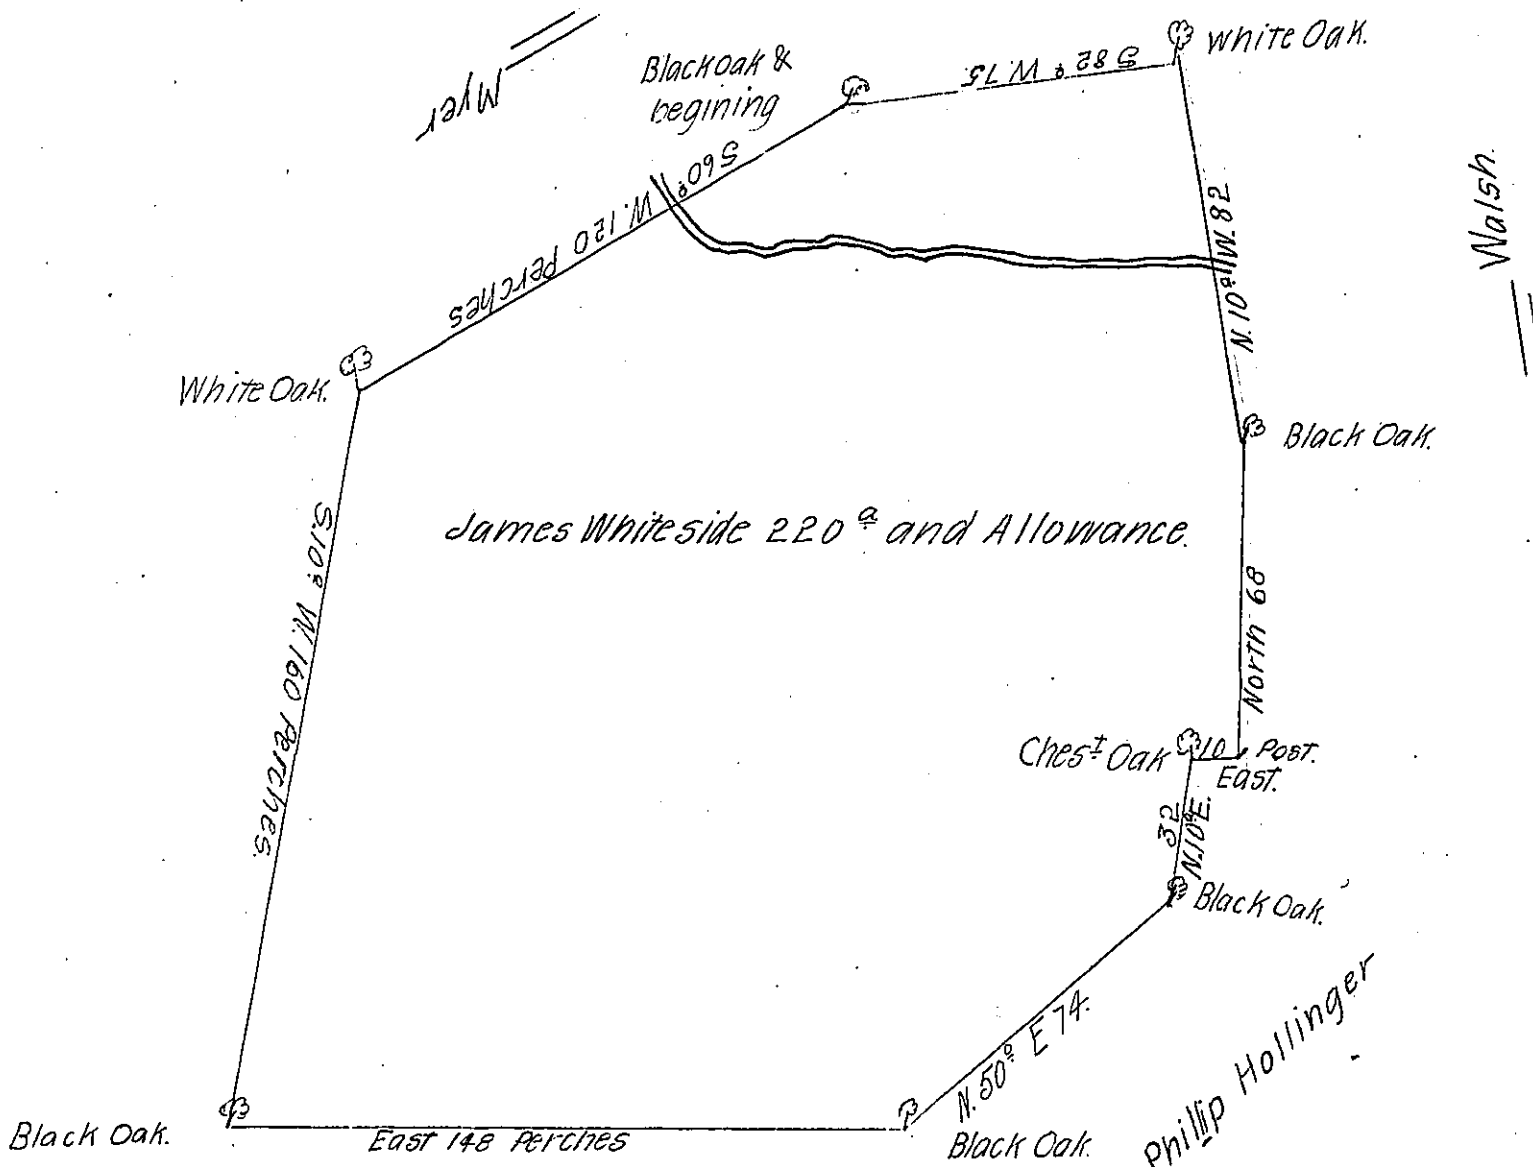 White Oak.
Blackoak &
begining
S 82° W. 75
Myer
S 60° W. 120 Perches
Walsh.
N. 10° W. 82
White Oak.
Black Oak.
James Whiteside 220 a and Allowance.
S. 10° W. 160 Perches.
North 68
Ches.t Oak
10
Post.
East.
32
N. 10° E.
Black Oak.
N. 50° E 74.
Phillip Hollinger
Black Oak.
East 148 Perches
Black Oak.